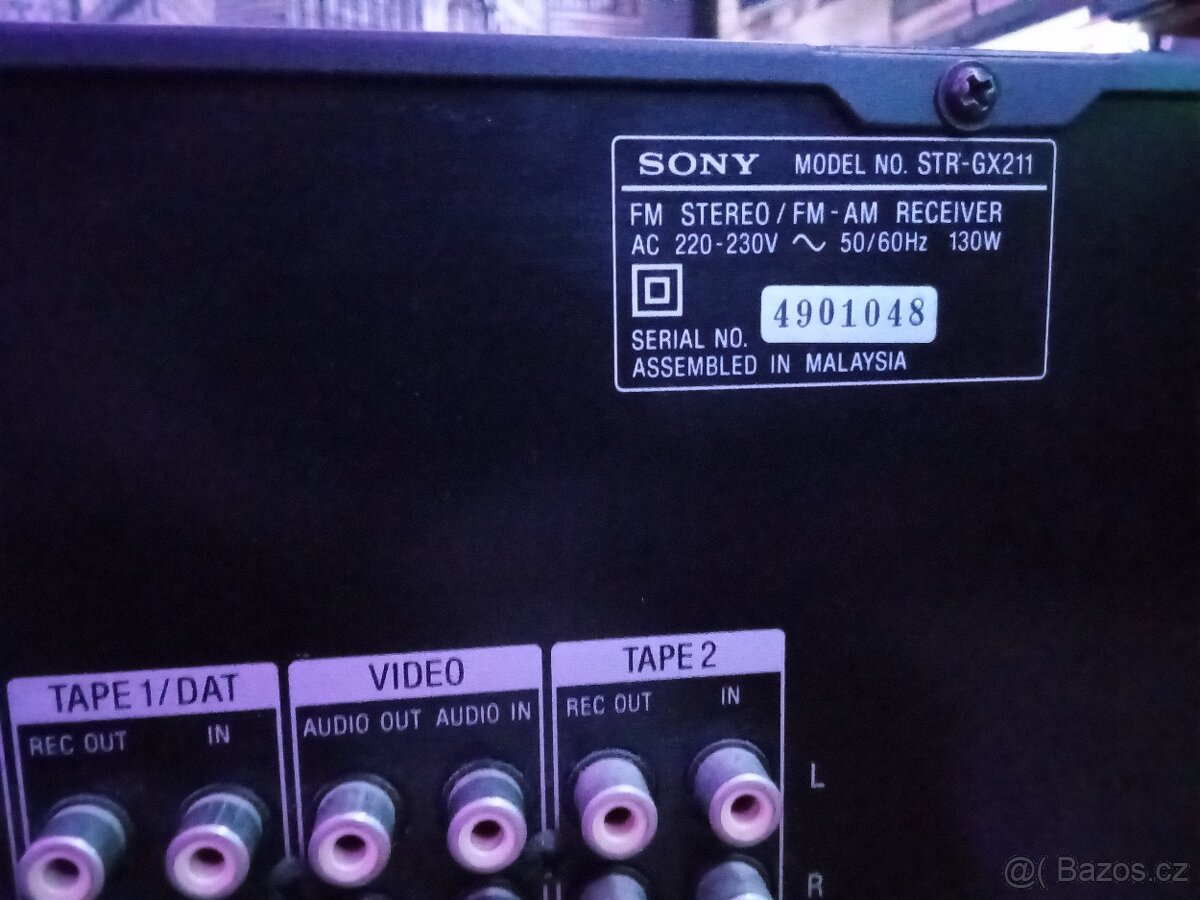 SONY MODEL NO. STR-GX211
FM STEREO / FM-AM RECEIVER
AC 220-230V ~ 50/60Hz 130W
4901048
SERIAL NO.
ASSEMBLED IN MALAYSIA
TAPE 1/DAT
REC OUT IN
VIDEO
AUDIO OUT AUDIO IN
TAPE 2
REC OUT IN
L
R
@( Bazos.cz